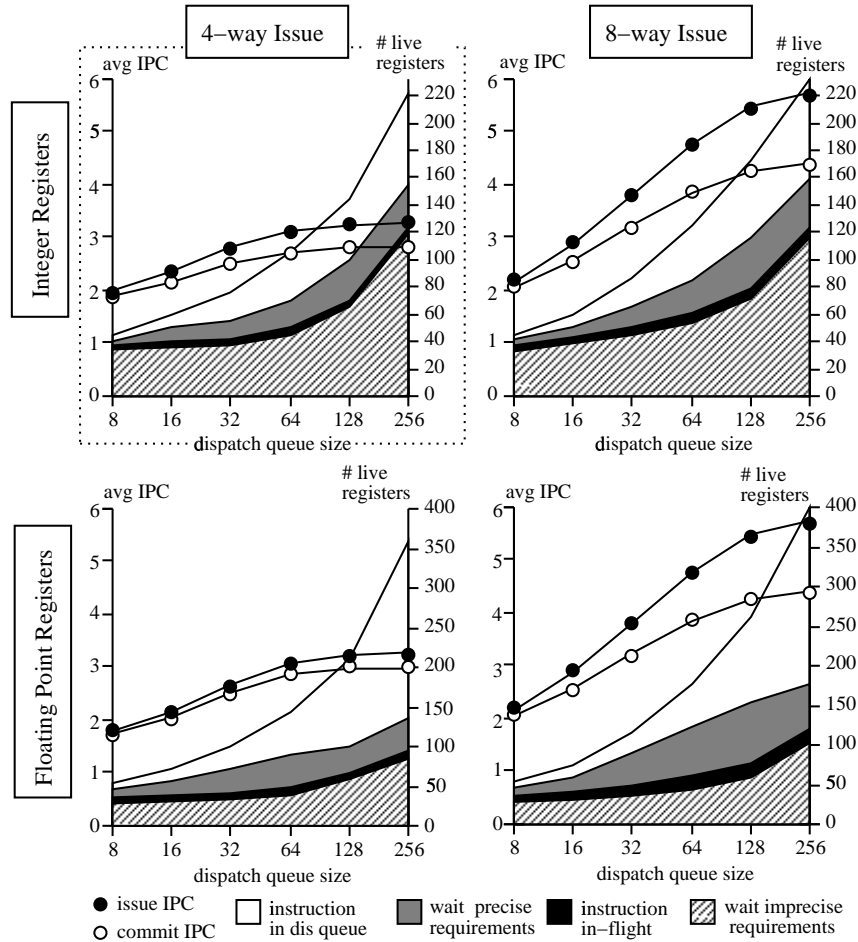 4–way Issue
8–way Issue
Integer Registers
avg IPC
# live
registers
6
5
4
3
2
1
0
220
200
180
160
140
120
100
80
60
40
20
0
8 16 32 64 128 256
dispatch queue size
avg IPC
# live
registers
6
5
4
3
2
1
0
220
200
180
160
140
120
100
80
60
40
20
0
8 16 32 64 128 256
dispatch queue size
Floating Point Registers
avg IPC
# live
registers
6
5
4
3
2
1
0
400
350
300
250
200
150
100
50
0
8 16 32 64 128 256
dispatch queue size
avg IPC
# live
registers
6
5
4
3
2
1
0
400
350
300
250
200
150
100
50
0
8 16 32 64 128 256
dispatch queue size
issue IPC
commit IPC
instruction
in dis queue
wait precise
requirements
instruction
in–flight
wait imprecise
requirements